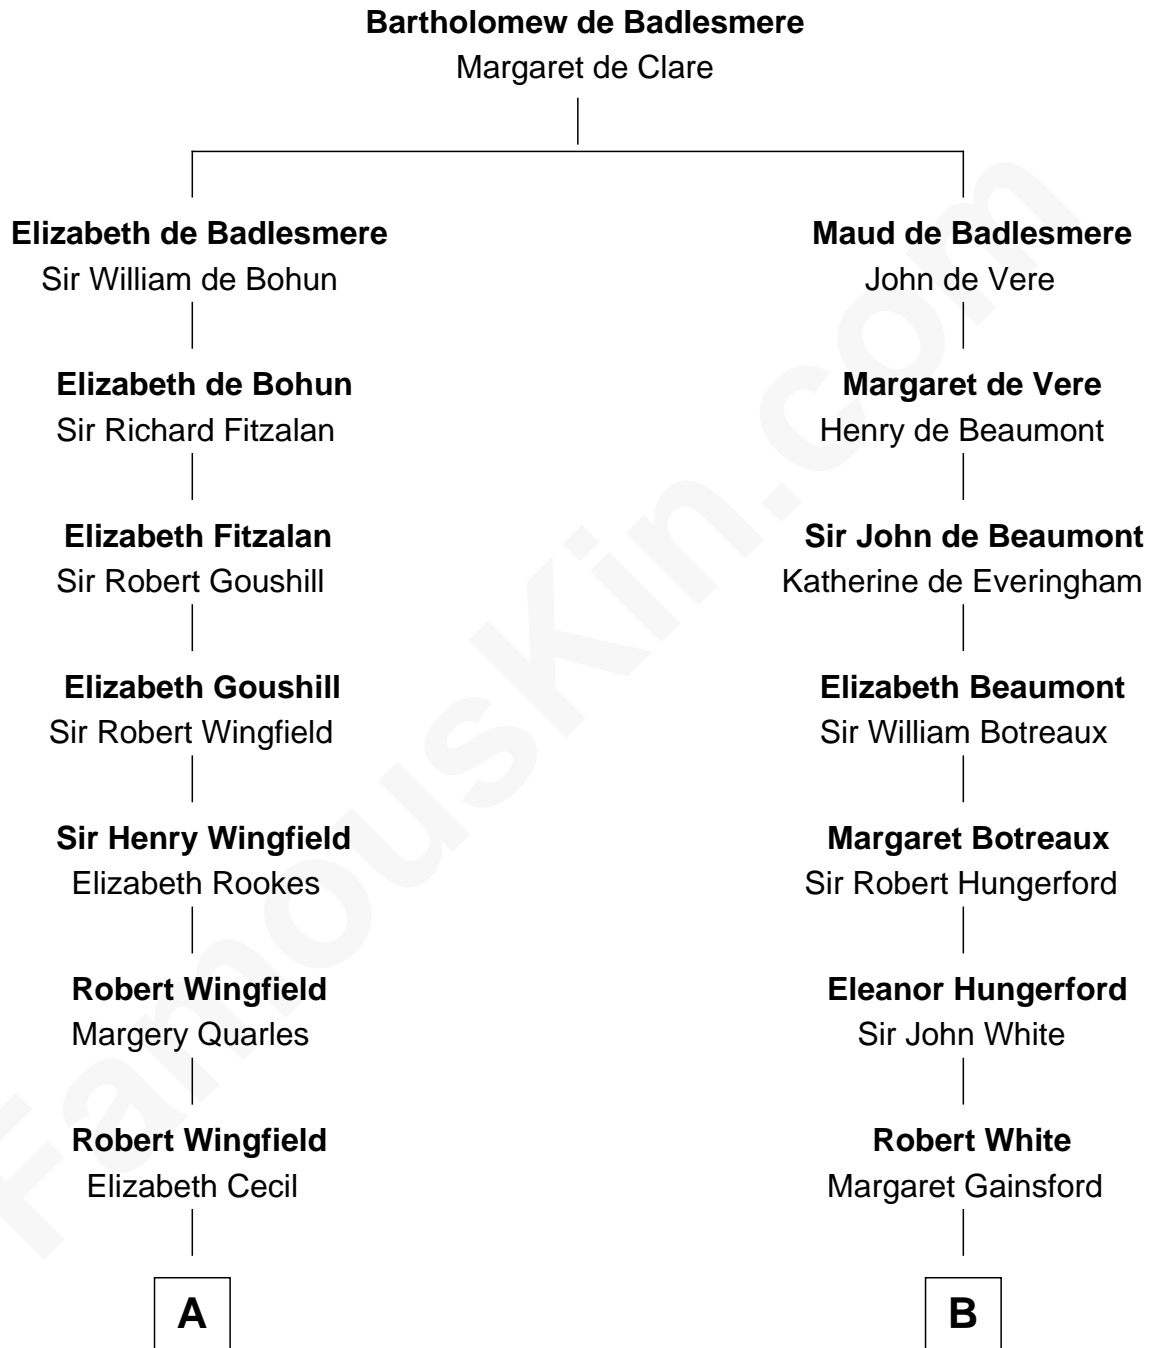 Bartholomew de Badlesmere
Margaret de Clare
Elizabeth de Badlesmere
Sir William de Bohun
Maud de Badlesmere
John de Vere
Elizabeth de Bohun
Sir Richard Fitzalan
Margaret de Vere
Henry de Beaumont
Elizabeth Fitzalan
Sir Robert Goushill
Sir John de Beaumont
Katherine de Everingham
Elizabeth Goushill
Sir Robert Wingfield
Elizabeth Beaumont
Sir William Botreaux
Sir Henry Wingfield
Elizabeth Rookes
Margaret Botreaux
Sir Robert Hungerford
Robert Wingfield
Margery Quarles
Eleanor Hungerford
Sir John White
Robert Wingfield
Elizabeth Cecil
Robert White
Margaret Gainsford
A
B
FamousKin.com